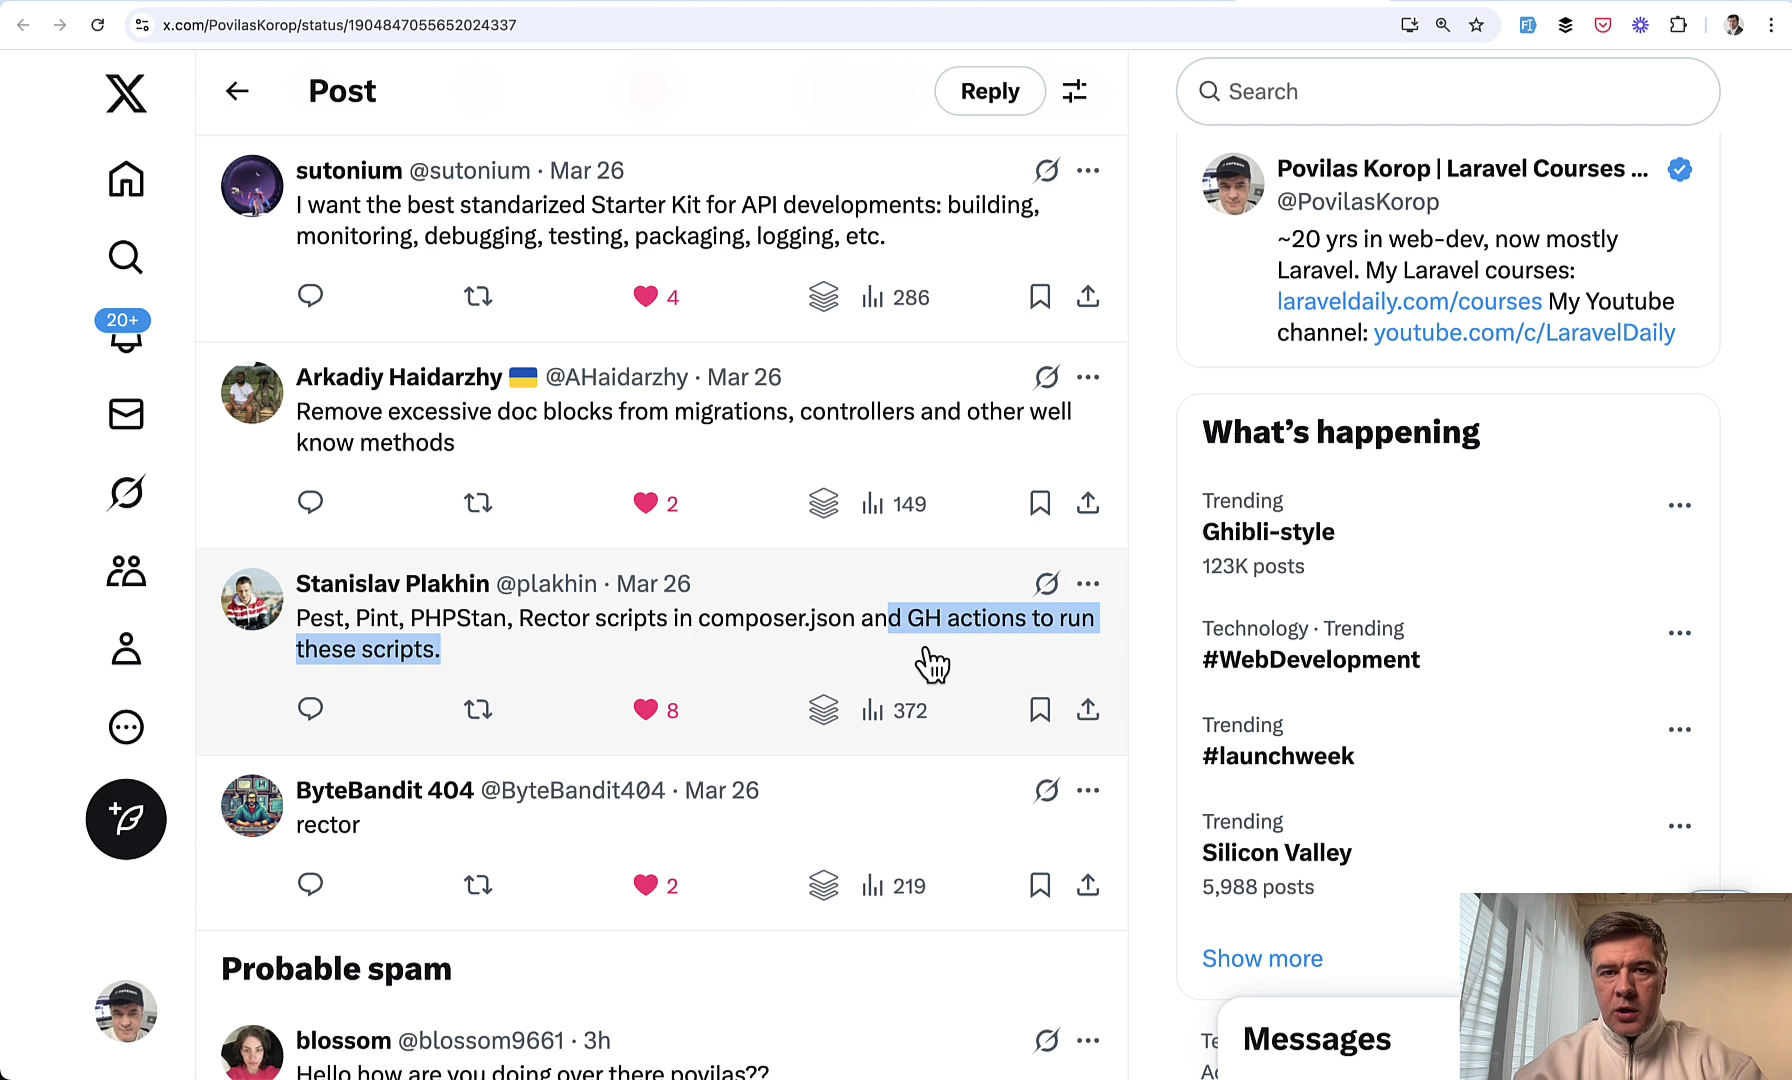 x.com/PovilasKorop/status/1904847055652024337
Post
Reply
Search
sutonium @sutonium · Mar 26
I want the best standarized Starter Kit for API developments: building,
monitoring, debugging, testing, packaging, logging, etc.
4
286
20+
Arkadiy Haidarzhy @AHaidarzhy · Mar 26
Remove excessive doc blocks from migrations, controllers and other well
know methods
2
149
Stanislav Plakhin @plakhin · Mar 26
Pest, Pint, PHPStan, Rector scripts in composer.json and GH actions to run
these scripts.
8
372
ByteBandit 404 @ByteBandit404 · Mar 26
rector
2
219
Probable spam
blossom @blossom9661 · 3h
Hello how are you doing over there povilas??
Povilas Korop | Laravel Courses ...
@PovilasKorop
~20 yrs in web-dev, now mostly
Laravel. My Laravel courses:
laraveldaily.com/courses My Youtube
channel: youtube.com/c/LaravelDaily
What's happening
Trending
Ghibli-style
123K posts
Technology · Trending
#WebDevelopment
Trending
#launchweek
Trending
Silicon Valley
5,988 posts
Show more
Messages